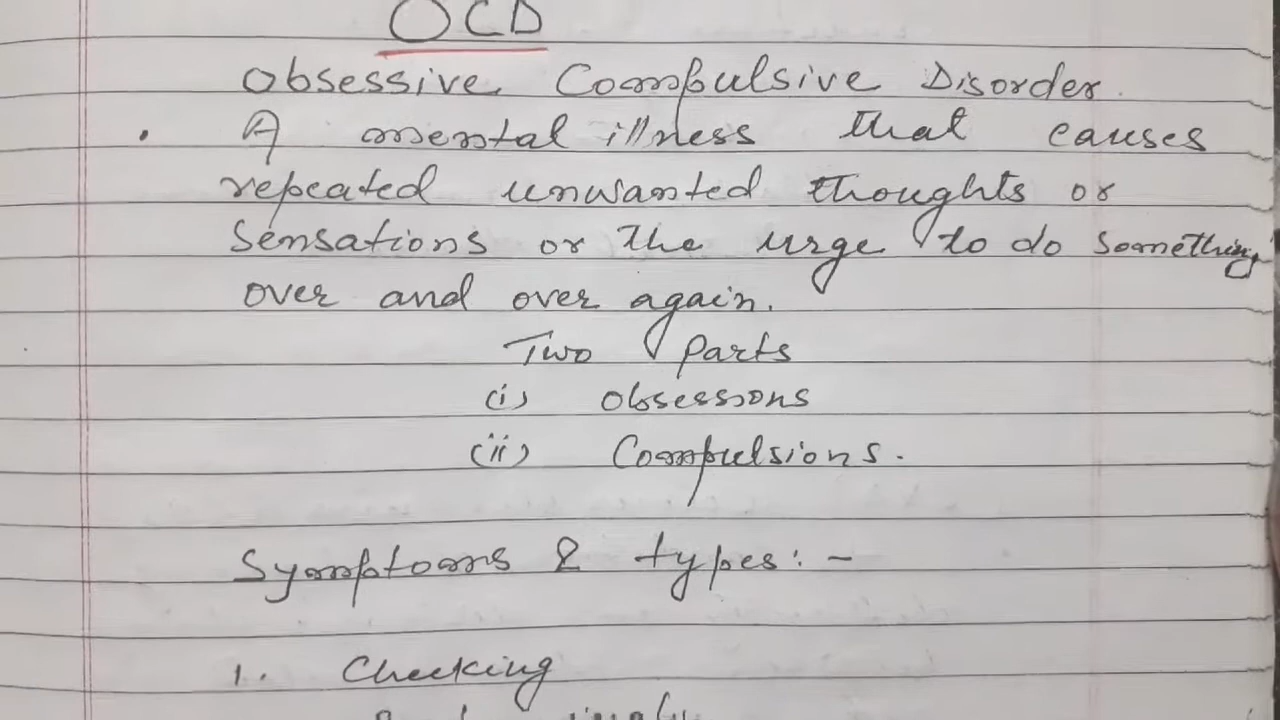 OCD
Obsessive Compulsive Disorder.
. A mental illness that causes
repeated unwanted thoughts or
Sensations or the urge to do something
over and over again.
Two Parts
(i) Obsessions
(ii) Compulsions.
Symptoms & types: -
1. Checking